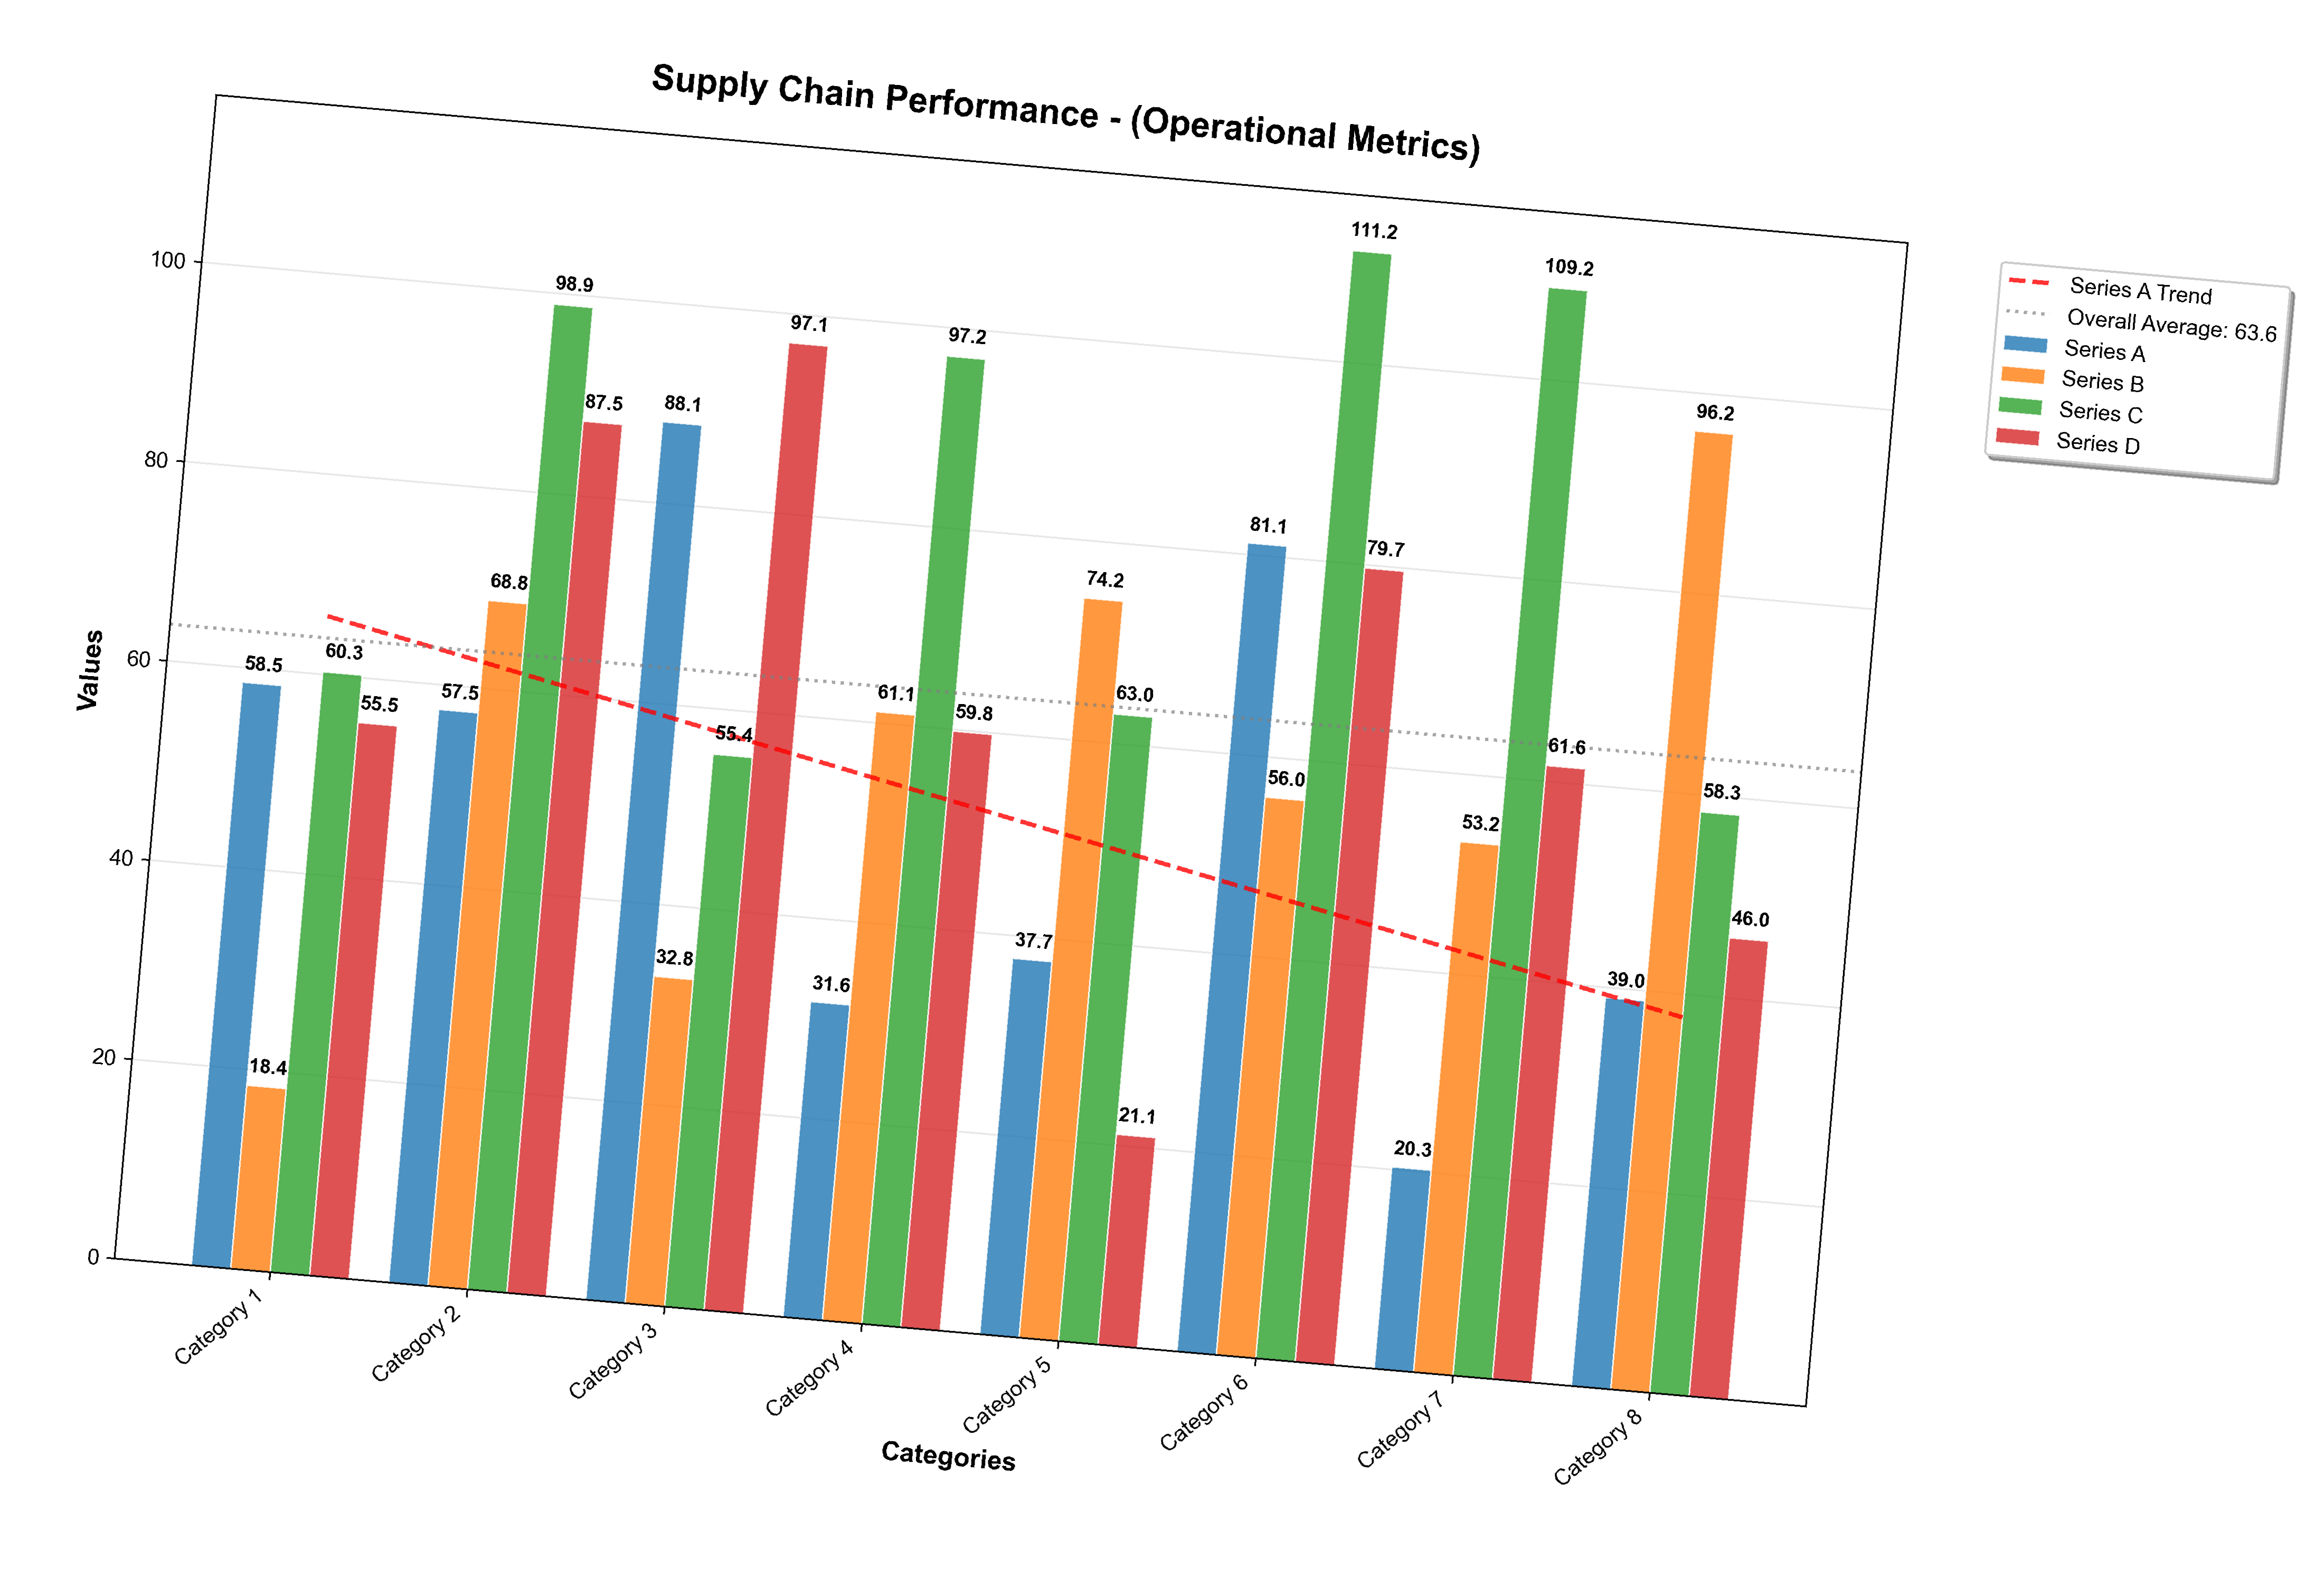 Supply Chain Performance - (Operational Metrics)
Values
100
80
60
40
20
0
58.5
18.4
60.3
55.5
57.5
68.8
98.9
87.5
88.1
32.8
55.4
97.1
31.6
61.1
97.2
59.8
37.7
74.2
63.0
21.1
81.1
56.0
111.2
79.7
20.3
53.2
109.2
61.6
39.0
96.2
58.3
46.0
Category 1
Category 2
Category 3
Category 4
Category 5
Category 6
Category 7
Category 8
Categories
Series A Trend
Overall Average: 63.6
Series A
Series B
Series C
Series D